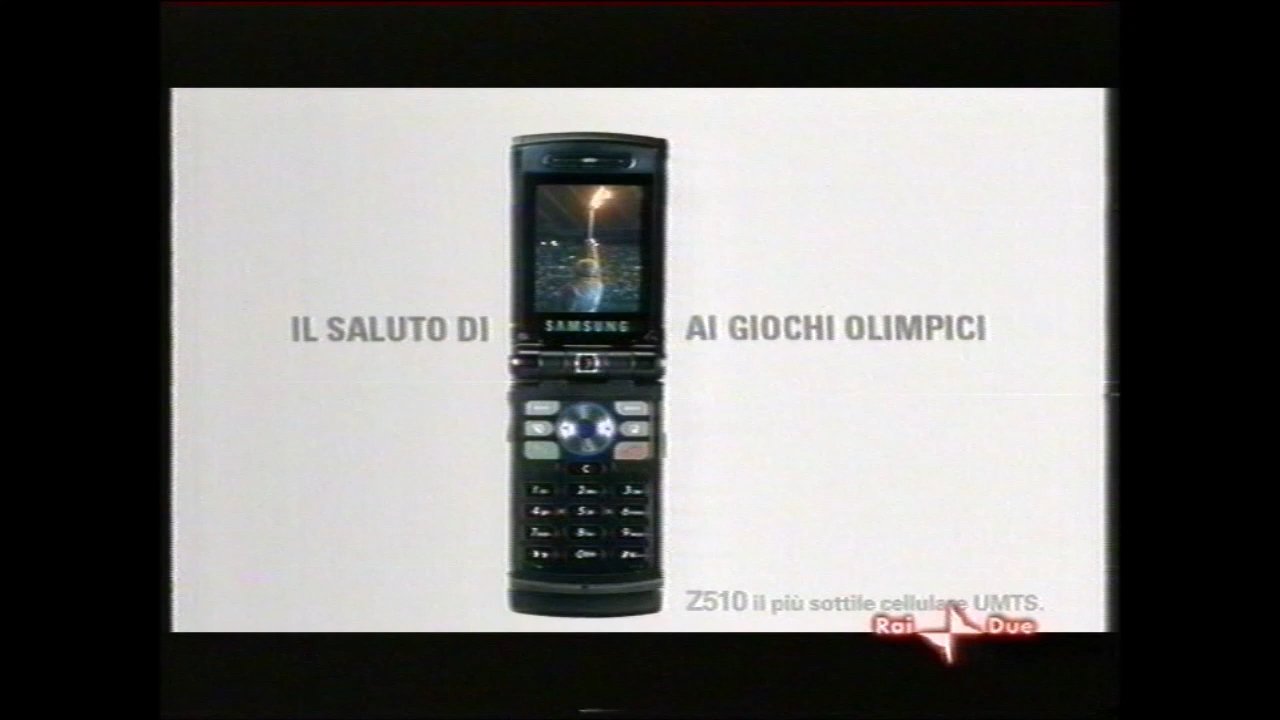 IL SALUTO DI SAMSUNG AI GIOCHI OLIMPICI
C
Z510 il più sottile cellulare UMTS.
Rai Due